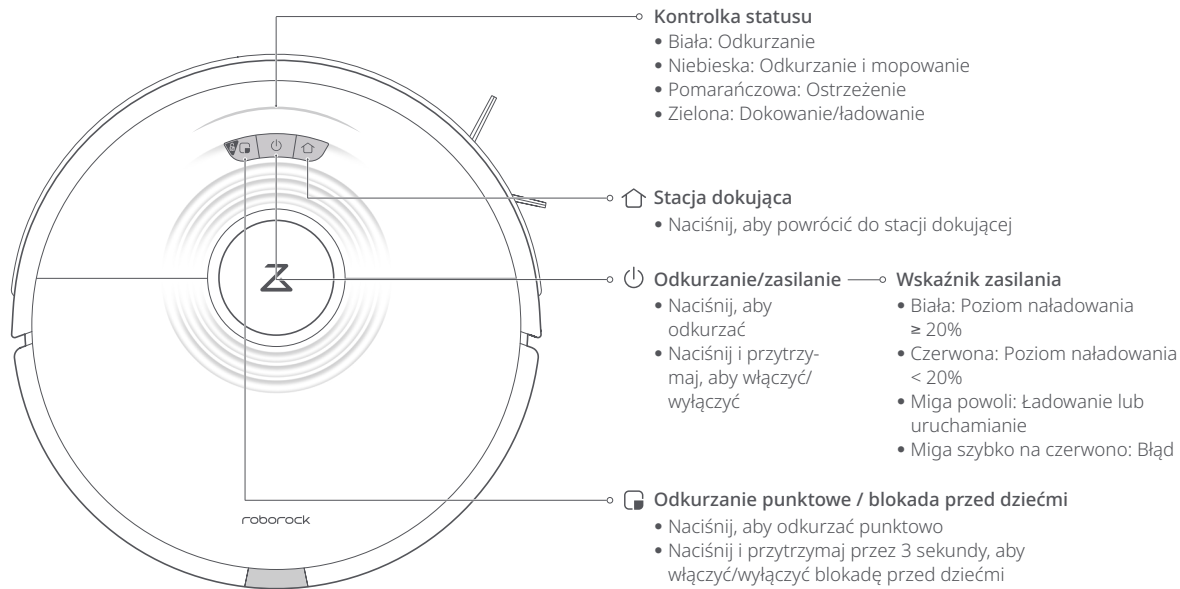 Kontrolka statusu
• Biała: Odkurzanie
• Niebieska: Odkurzanie i mopowanie
• Pomarańczowa: Ostrzeżenie
• Zielona: Dokowanie/ładowanie
Stacja dokująca
• Naciśnij, aby powrócić do stacji dokującej
Odkurzanie/zasilanie
• Naciśnij, aby
odkurzać
• Naciśnij i przytrzy-
maj, aby włączyć/
wyłączyć
Wskaźnik zasilania
• Biała: Poziom naładowania
≥ 20%
• Czerwona: Poziom naładowania
< 20%
• Miga powoli: Ładowanie lub
uruchamianie
• Miga szybko na czerwono: Błąd
Odkurzanie punktowe / blokada przed dziećmi
• Naciśnij, aby odkurzać punktowo
• Naciśnij i przytrzymaj przez 3 sekundy, aby
włączyć/wyłączyć blokadę przed dziećmi
roborock